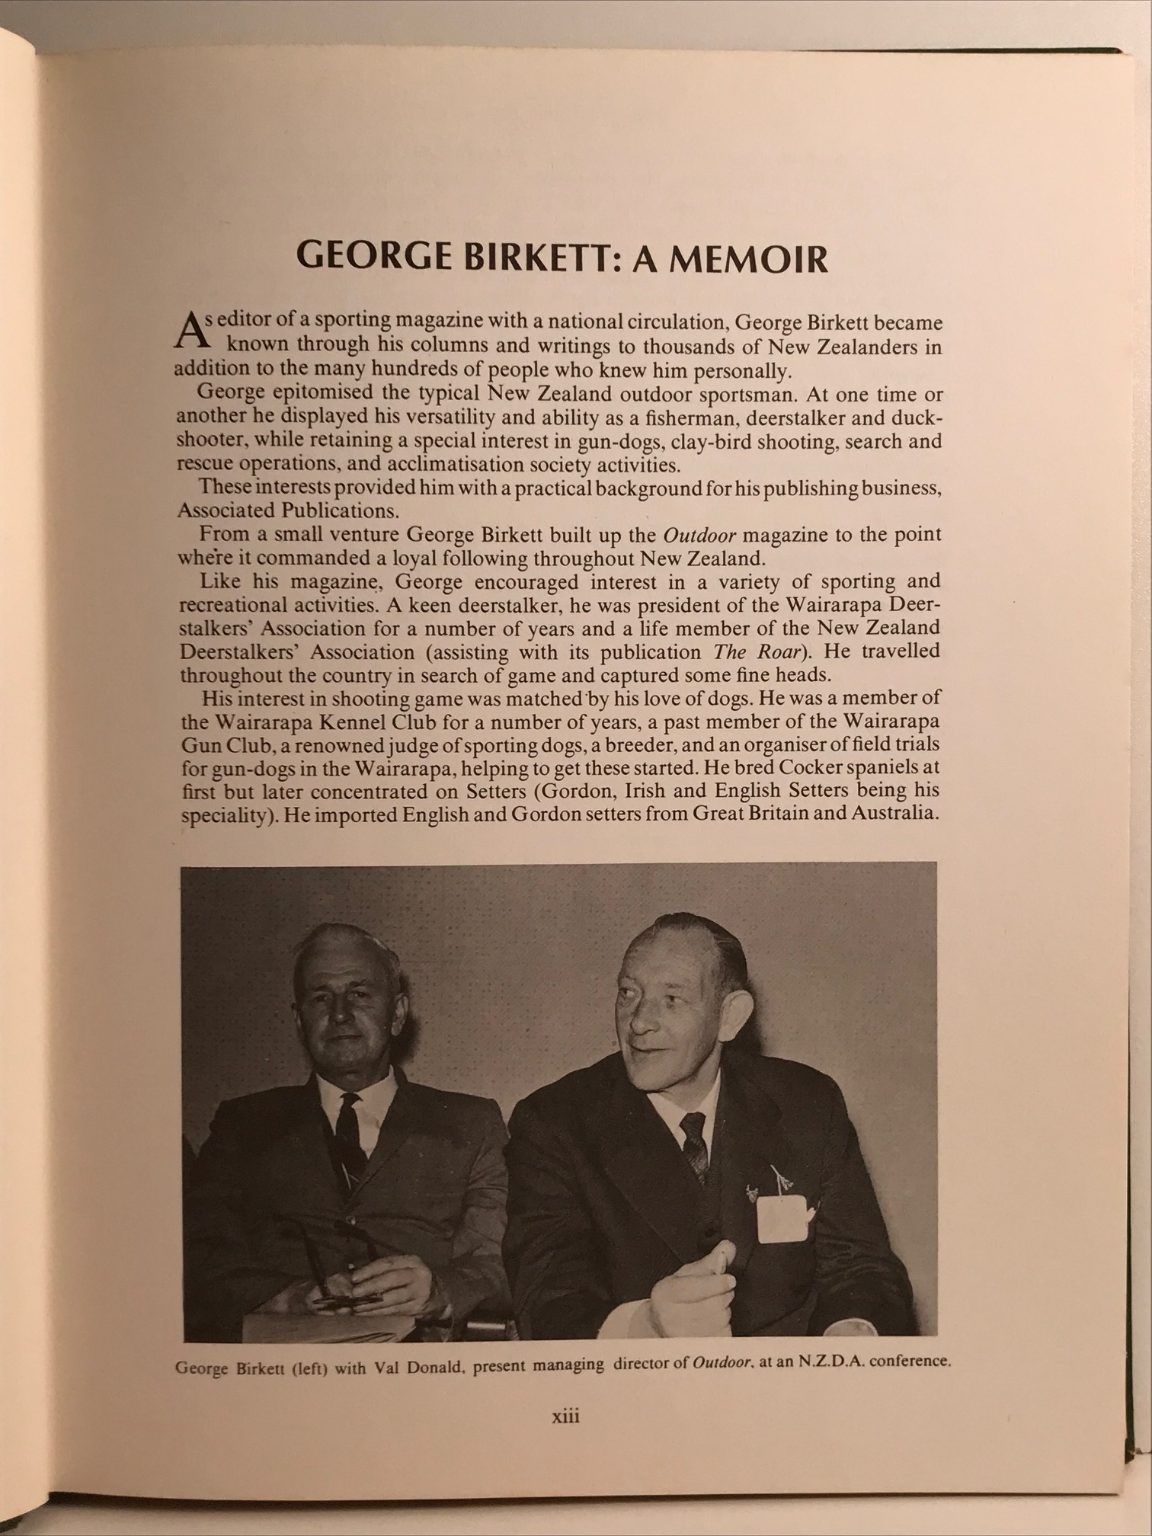 GEORGE BIRKETT: A MEMOIR
As editor of a sporting magazine with a national circulation, George Birkett became
known through his columns and writings to thousands of New Zealanders in
addition to the many hundreds of people who knew him personally.
George epitomised the typical New Zealand outdoor sportsman. At one time or
another he displayed his versatility and ability as a fisherman, deerstalker and duck-
shooter, while retaining a special interest in gun-dogs, clay-bird shooting, search and
rescue operations, and acclimatisation society activities.
These interests provided him with a practical background for his publishing business,
Associated Publications.
From a small venture George Birkett built up the Outdoor magazine to the point
where it commanded a loyal following throughout New Zealand.
Like his magazine, George encouraged interest in a variety of sporting and
recreational activities. A keen deerstalker, he was president of the Wairarapa Deer-
stalkers' Association for a number of years and a life member of the New Zealand
Deerstalkers' Association (assisting with its publication The Roar). He travelled
throughout the country in search of game and captured some fine heads.
His interest in shooting game was matched by his love of dogs. He was a member of
the Wairarapa Kennel Club for a number of years, a past member of the Wairarapa
Gun Club, a renowned judge of sporting dogs, a breeder, and an organiser of field trials
for gun-dogs in the Wairarapa, helping to get these started. He bred Cocker spaniels at
first but later concentrated on Setters (Gordon, Irish and English Setters being his
speciality). He imported English and Gordon setters from Great Britain and Australia.
George Birkett (left) with Val Donald, present managing director of Outdoor, at an N.Z.D.A. conference.
xiii